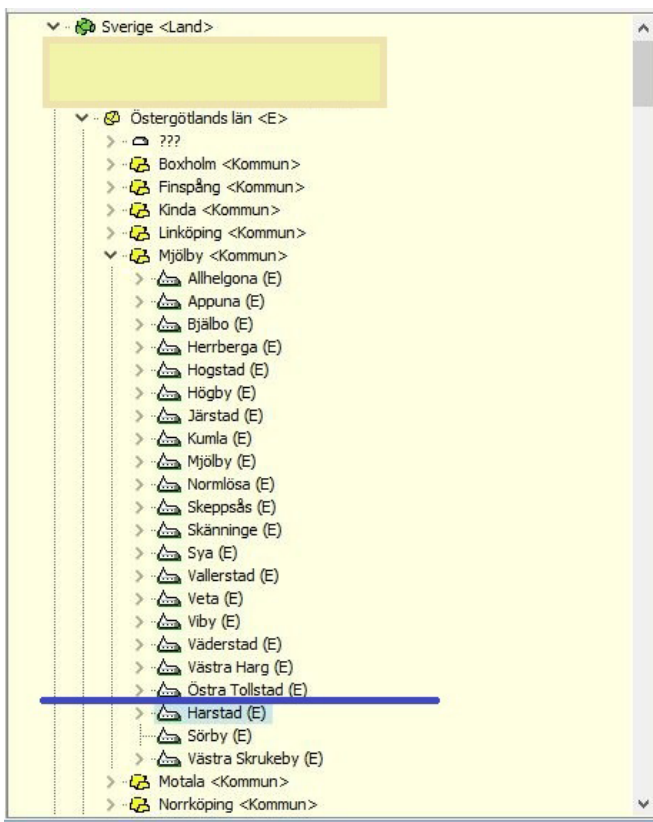 Sverige <Land>
Östergötlands län <E>
???
Boxholm <Kommun>
Finspång <Kommun>
Kinda <Kommun>
Linköping <Kommun>
Mjölby <Kommun>
Allhelgona (E)
Appuna (E)
Bjälbo (E)
Herrberga (E)
Hogstad (E)
Högby (E)
Järstad (E)
Kumla (E)
Mjölby (E)
Normlösa (E)
Skeppsås (E)
Skänninge (E)
Sya (E)
Vallerstad (E)
Veta (E)
Viby (E)
Väderstad (E)
Västra Harg (E)
Östra Tollstad (E)
Harstad (E)
Sörby (E)
Västra Skrukeby (E)
Motala <Kommun>
Norrköping <Kommun>